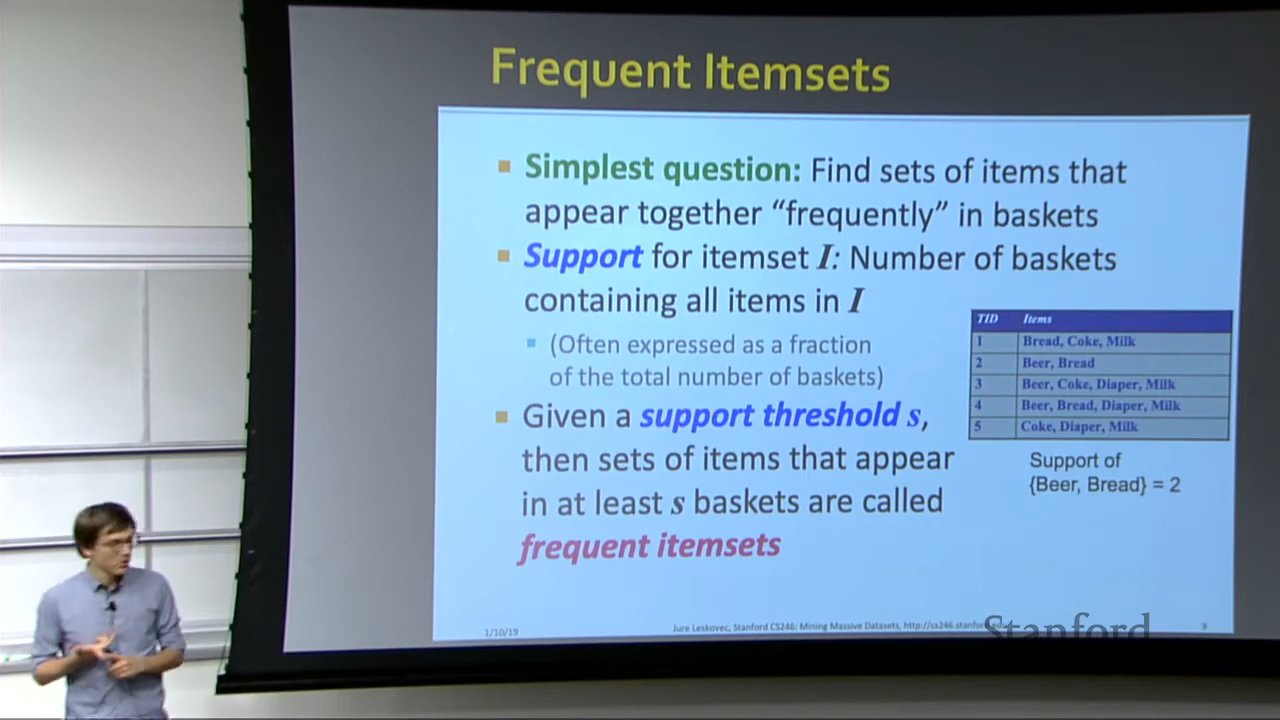 Frequent Itemsets
Simplest question: Find sets of items that
appear together “frequently” in baskets
Support for itemset I: Number of baskets
containing all items in I
(Often expressed as a fraction
of the total number of baskets)
Given a support threshold s,
then sets of items that appear
in at least s baskets are called
frequent itemsets
TID Items
1 Bread, Coke, Milk
2 Beer, Bread
3 Beer, Coke, Diaper, Milk
4 Beer, Bread, Diaper, Milk
5 Coke, Diaper, Milk
Support of
{Beer, Bread} = 2
1/10/19
Jure Leskovec, Stanford CS246: Mining Massive Datasets,
9
Stanford